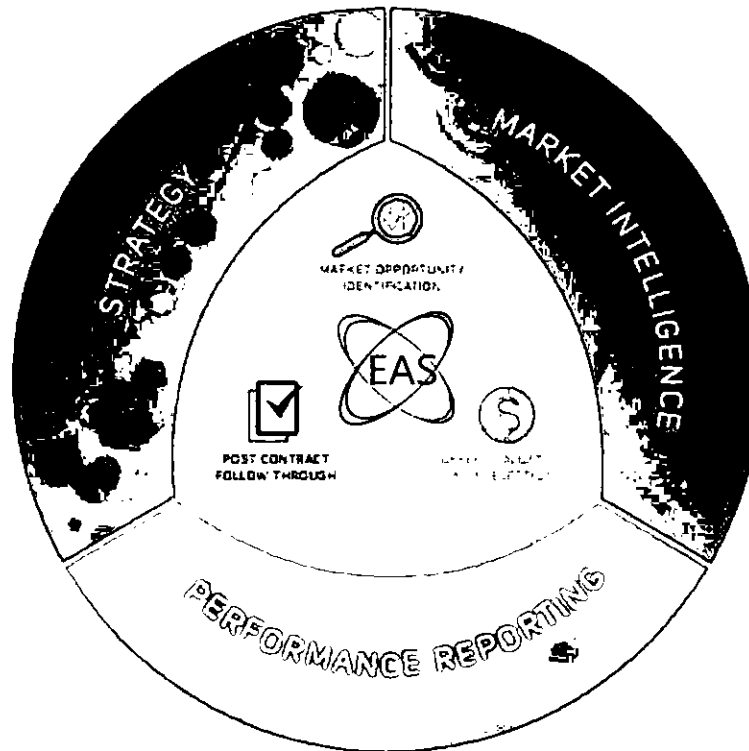 STRATEGY
MARKET INTELLIGENCE
MARKET OPPORTUNITY
IDENTIFICATION
EAS
POST CONTRACT
FOLLOW THROUGH
PERFORMANCE REPORTING